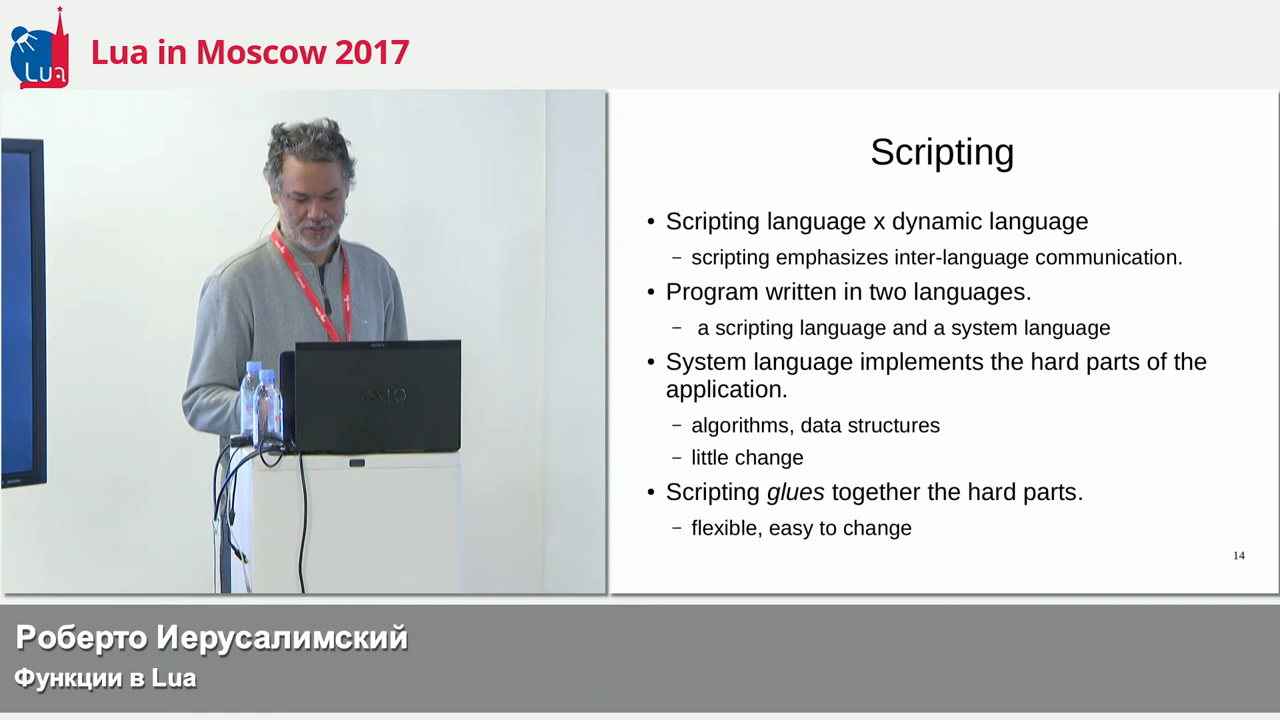 Lua
Lua in Moscow 2017
VAIO
Scripting
• Scripting language x dynamic language
– scripting emphasizes inter-language communication.
• Program written in two languages.
– a scripting language and a system language
• System language implements the hard parts of the
application.
– algorithms, data structures
– little change
• Scripting glues together the hard parts.
– flexible, easy to change
14
Роберто Иерусалимский
Функции в Lua